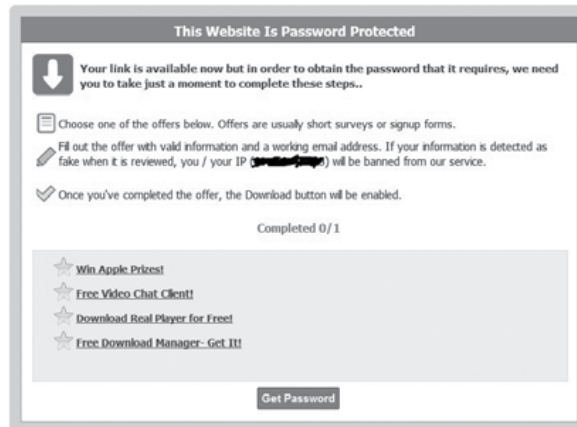 This Website Is Password Protected
Your link is available now but in order to obtain the password that it requires, we need
you to take just a moment to complete these steps..
Choose one of the offers below. Offers are usually short surveys or signup forms.
Fill out the offer with valid information and a working email address. If your information is detected as
fake when it is reviewed, you / your IP () will be banned from our service.
Once you've completed the offer, the Download button will be enabled.
Completed 0/1
Win Apple Prizes!
Free Video Chat Client!
Download Real Player for Free!
Free Download Manager- Get It!
Get Password